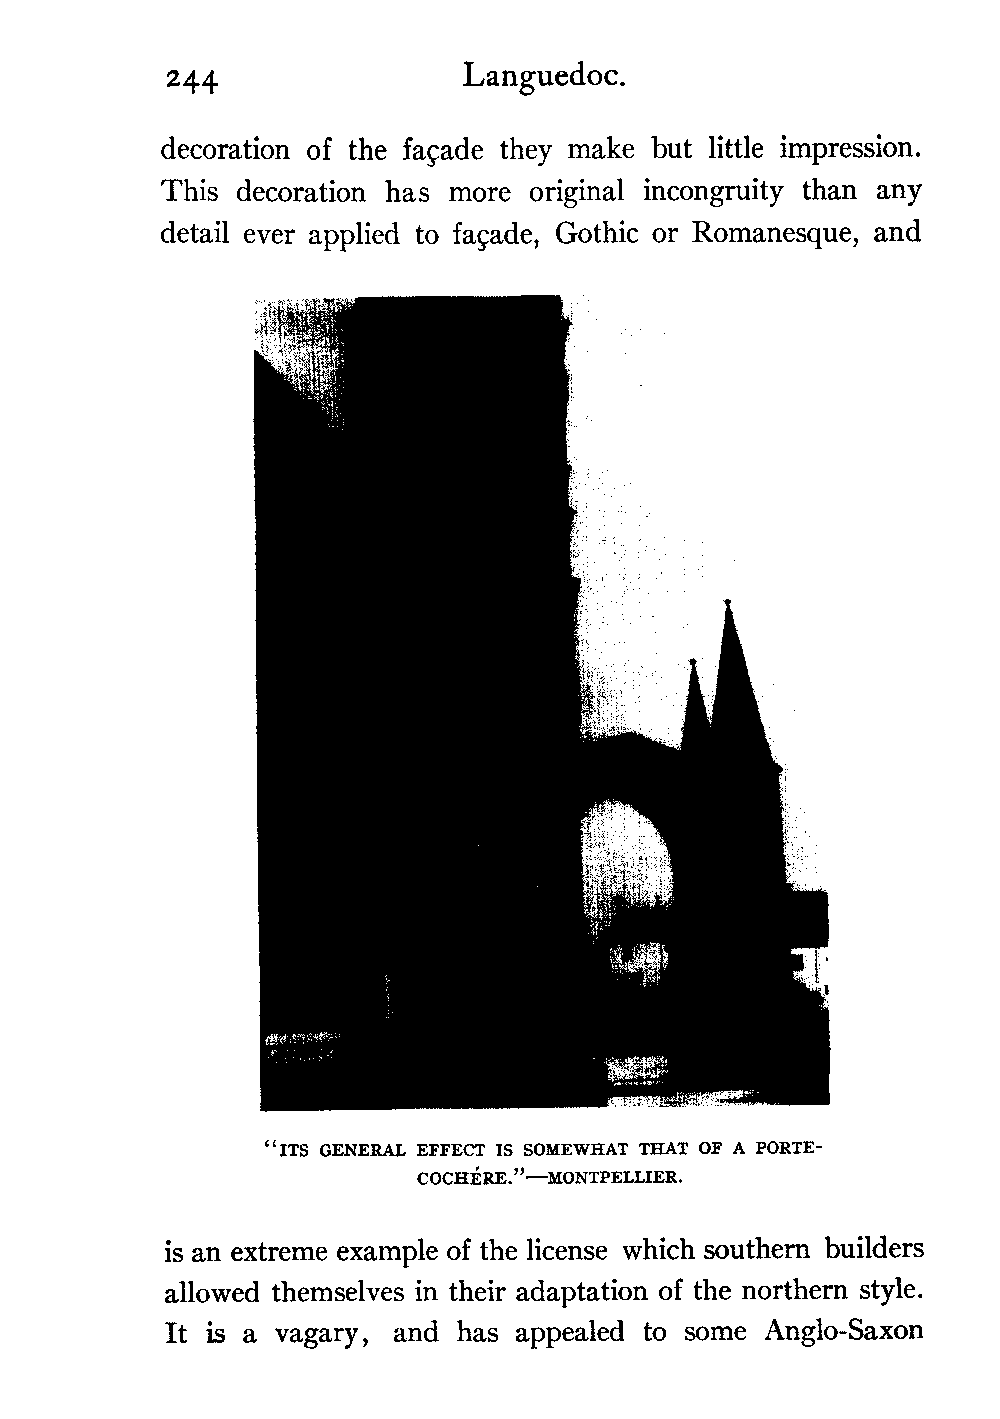 244 Languedoc.
decoration of the façade they make but little impression.
This decoration has more original incongruity than any
detail ever applied to façade, Gothic or Romanesque, and
“ITS GENERAL EFFECT IS SOMEWHAT THAT OF A PORTE-
COCHÉRE.”—MONTPELLIER.
is an extreme example of the license which southern builders
allowed themselves in their adaptation of the northern style.
It is a vagary, and has appealed to some Anglo-Saxon